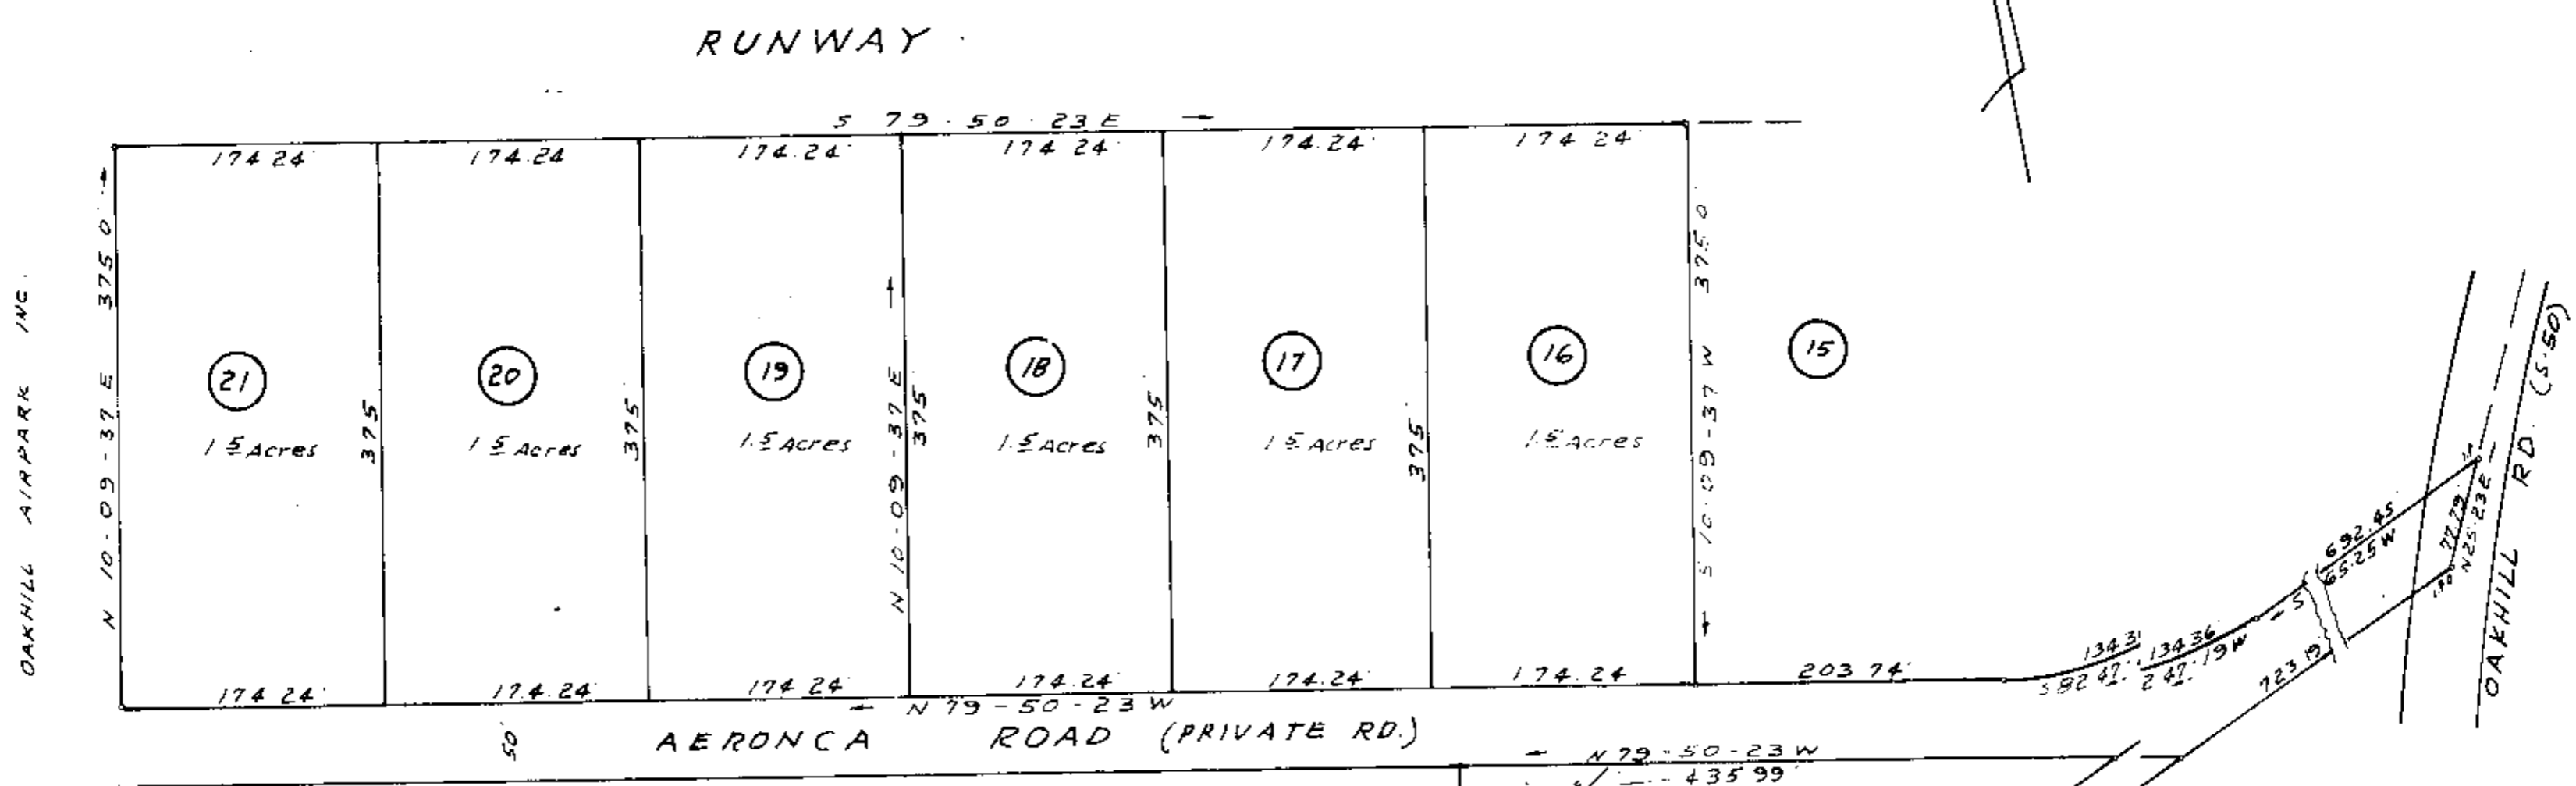 RUNWAY
S 79-50-23 E
174.24' 174.24 174.24' 174.24' 174.24' 174.24'
OAKHILL AIRPARK INC.
N 10-09-37 E 375.0
375
375
N 10-09-37 E
375
375
375
S 10-09-37 W 375.0
21 20 19 18 17 16 15
1.5 Acres 1.5 Acres 1.5 Acres 1.5 Acres 1.5 Acres 1.5 Acres
174.24' 174.24' 174.24' 174.24' 174.24' 174.24 203.74'
N 79-50-23 W
50
AERONCA ROAD (PRIVATE RD.)
N 79-50-23 W
435.99'
134.31
134.36'
692.45
S 65-25 W
723.19'
77.79
N 25-23 E
OAKHILL RD. (S-50)